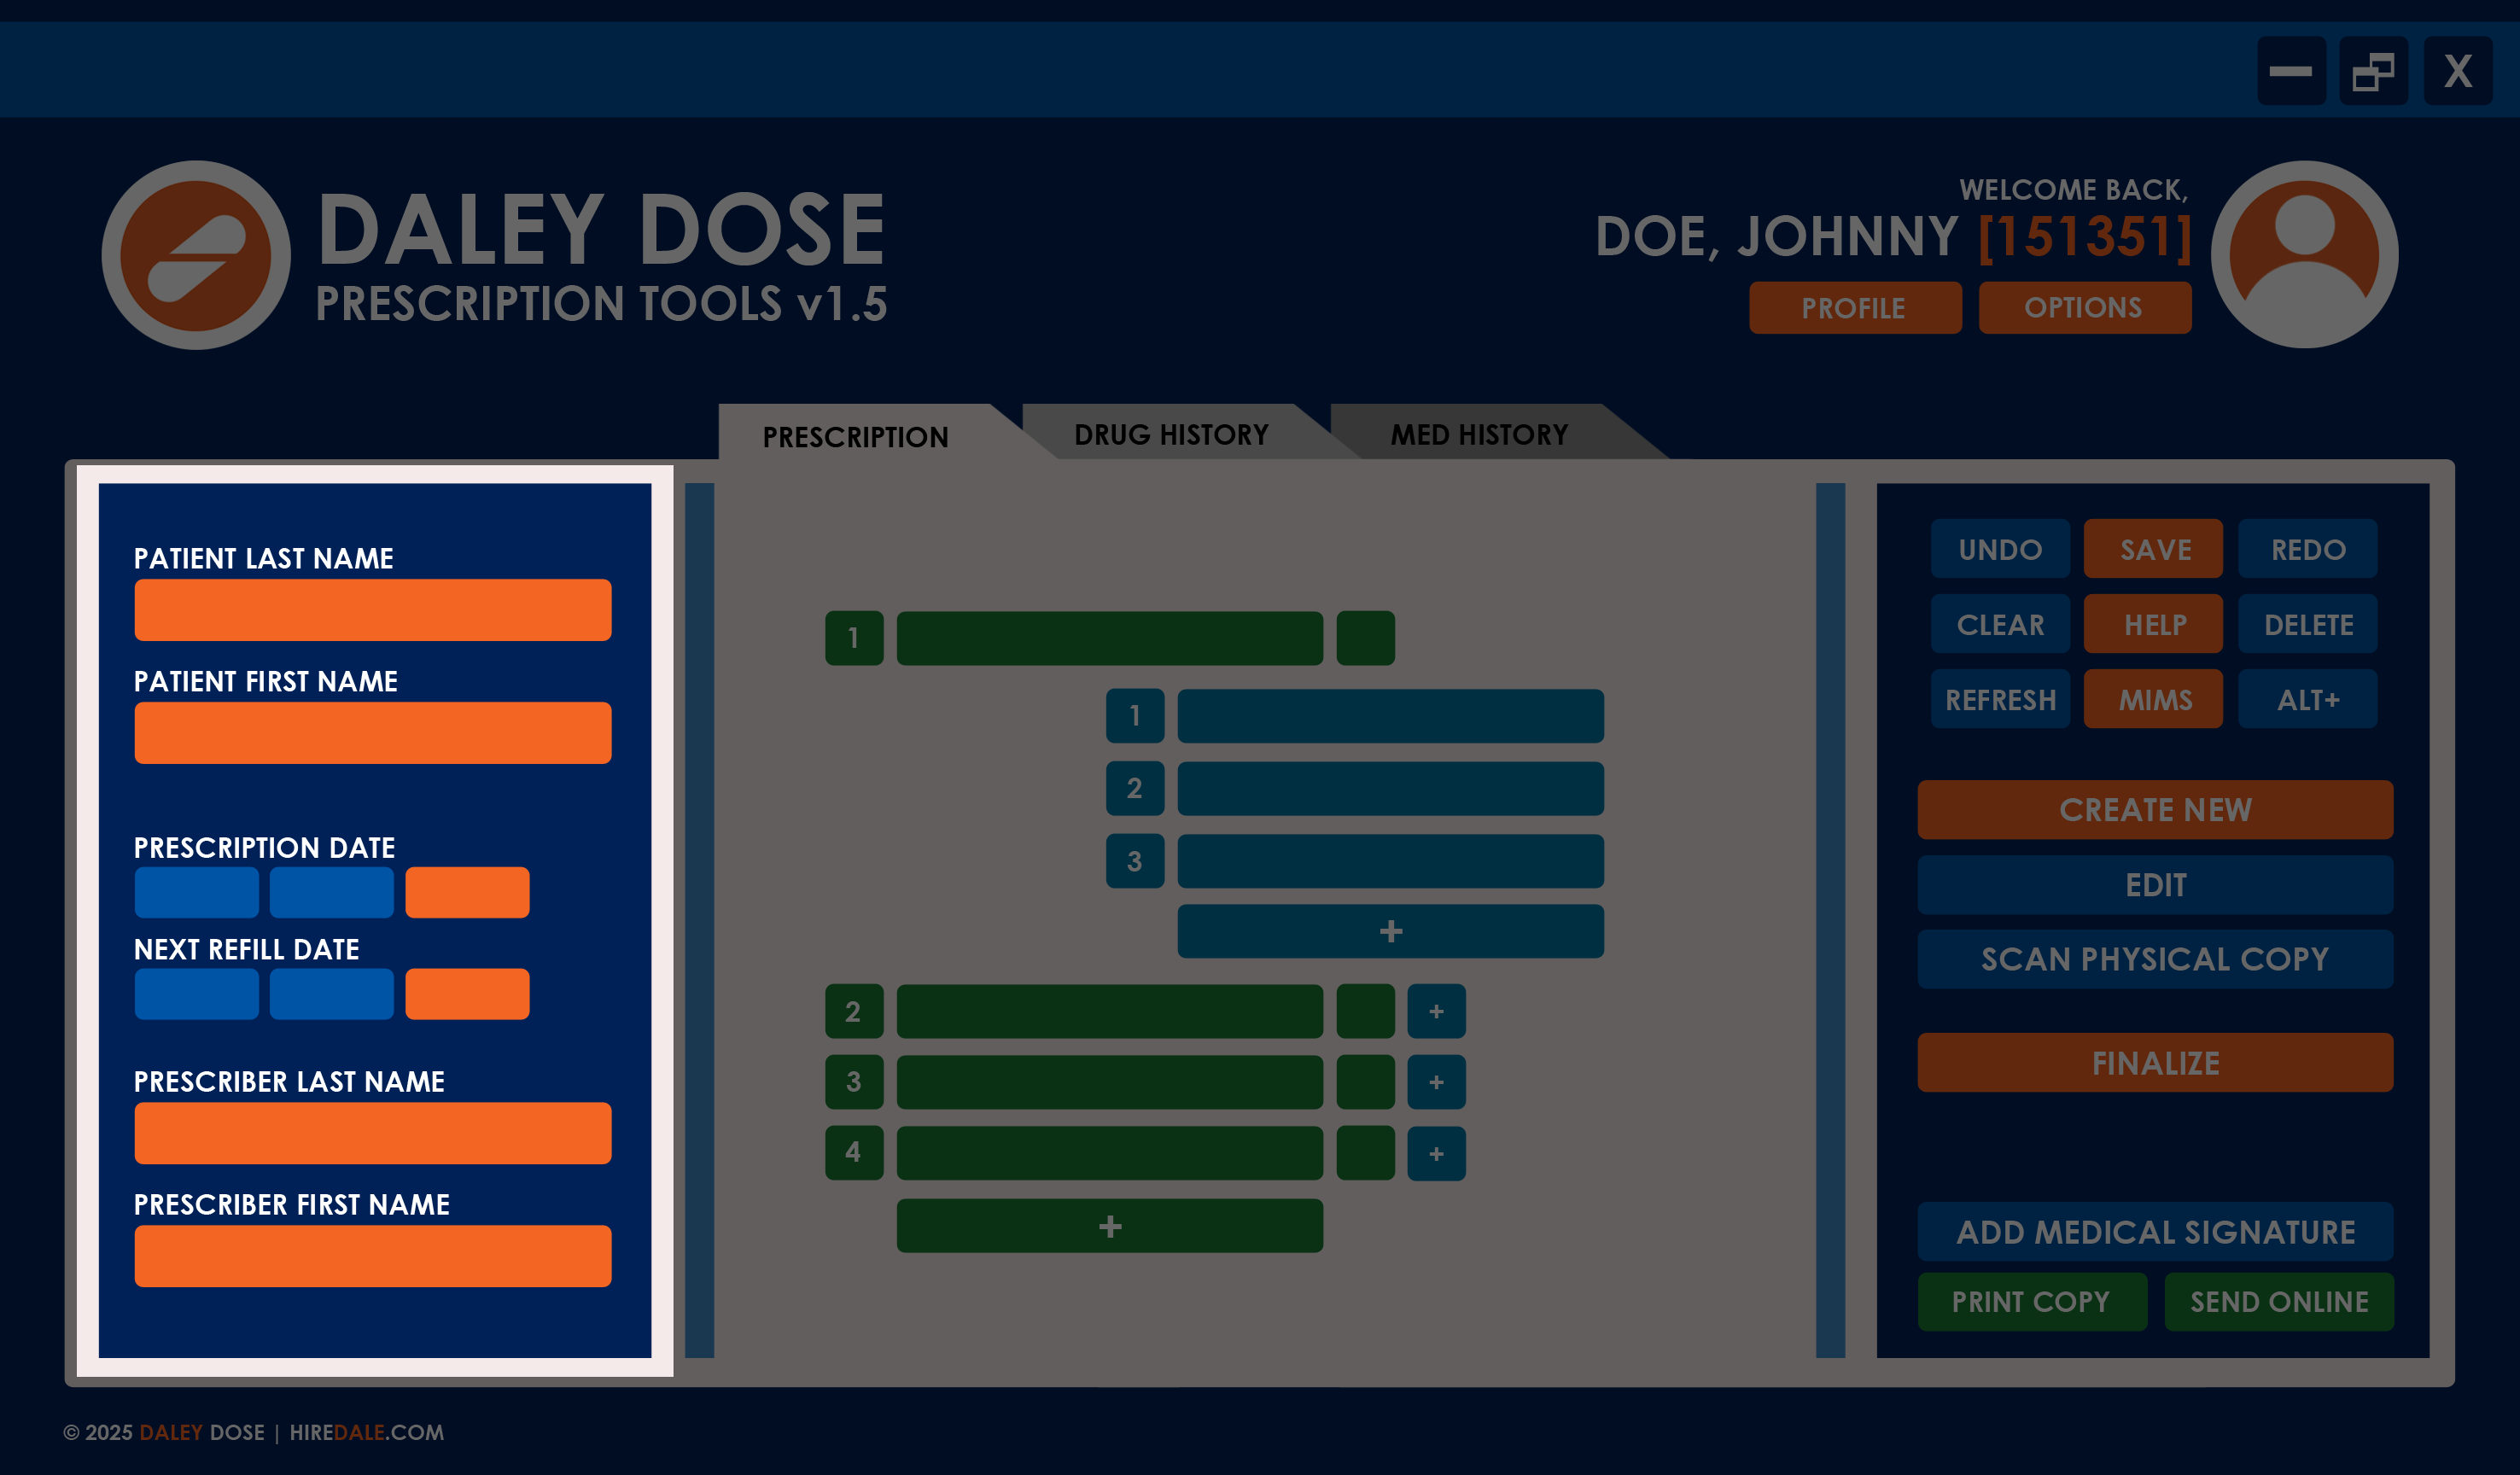 X
DALEY DOSE
PRESCRIPTION TOOLS v1.5
WELCOME BACK,
DOE, JOHNNY [151351]
PROFILE
OPTIONS
PRESCRIPTION
DRUG HISTORY
MED HISTORY
PATIENT LAST NAME
PATIENT FIRST NAME
PRESCRIPTION DATE
NEXT REFILL DATE
PRESCRIBER LAST NAME
PRESCRIBER FIRST NAME
1
1
2
3
+
2 +
3 +
4 +
+
UNDO SAVE REDO
CLEAR HELP DELETE
REFRESH MIMS ALT+
CREATE NEW
EDIT
SCAN PHYSICAL COPY
FINALIZE
ADD MEDICAL SIGNATURE
PRINT COPY SEND ONLINE
© 2025 DALEY DOSE | HIREDALE.COM